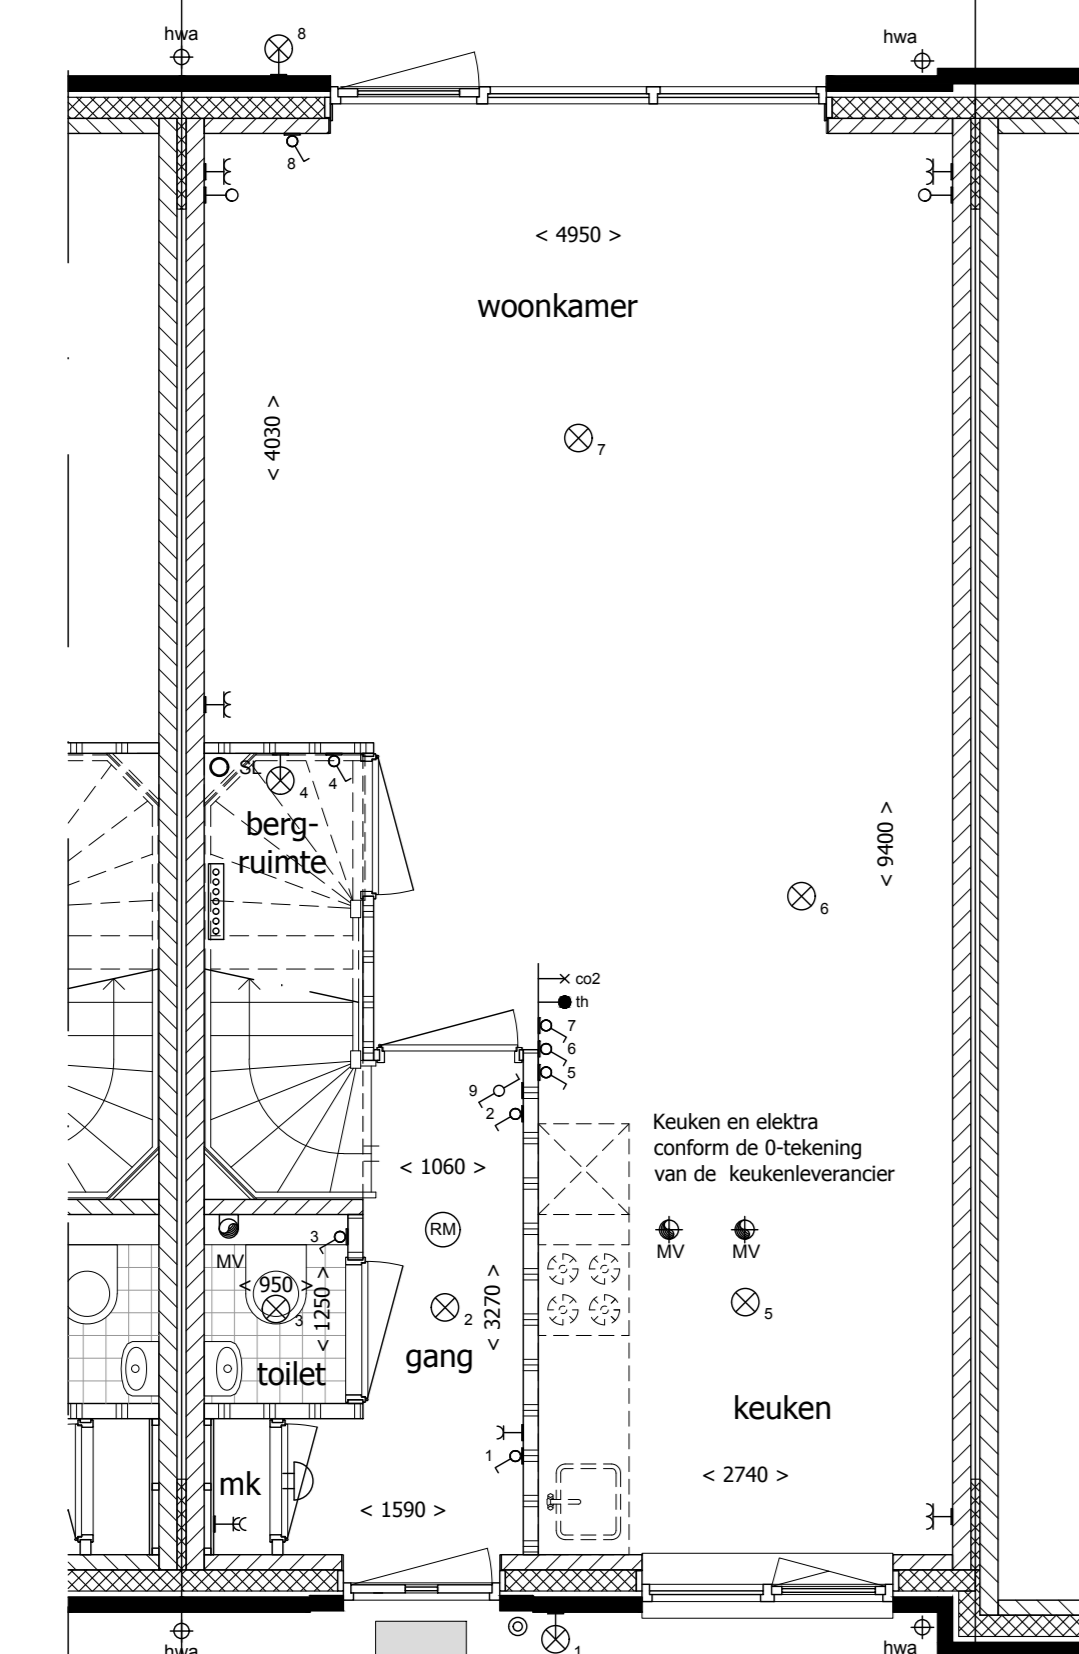 hwa
8
hwa
8
< 4950 >
woonkamer
< 4030 >
7
SL
4
4
berg-
ruimte
< 9400 >
6
co2
th
7
6
5
9
2
Keuken en elektra
conform de 0-tekening
van de keukenleverancier
< 1060 >
RM
3
MV
MV
MV
< 950 >
< 1250 >
3
2
< 3270 >
5
gang
toilet
keuken
1
mk
< 2740 >
< 1590 >
hwa
1
hwa